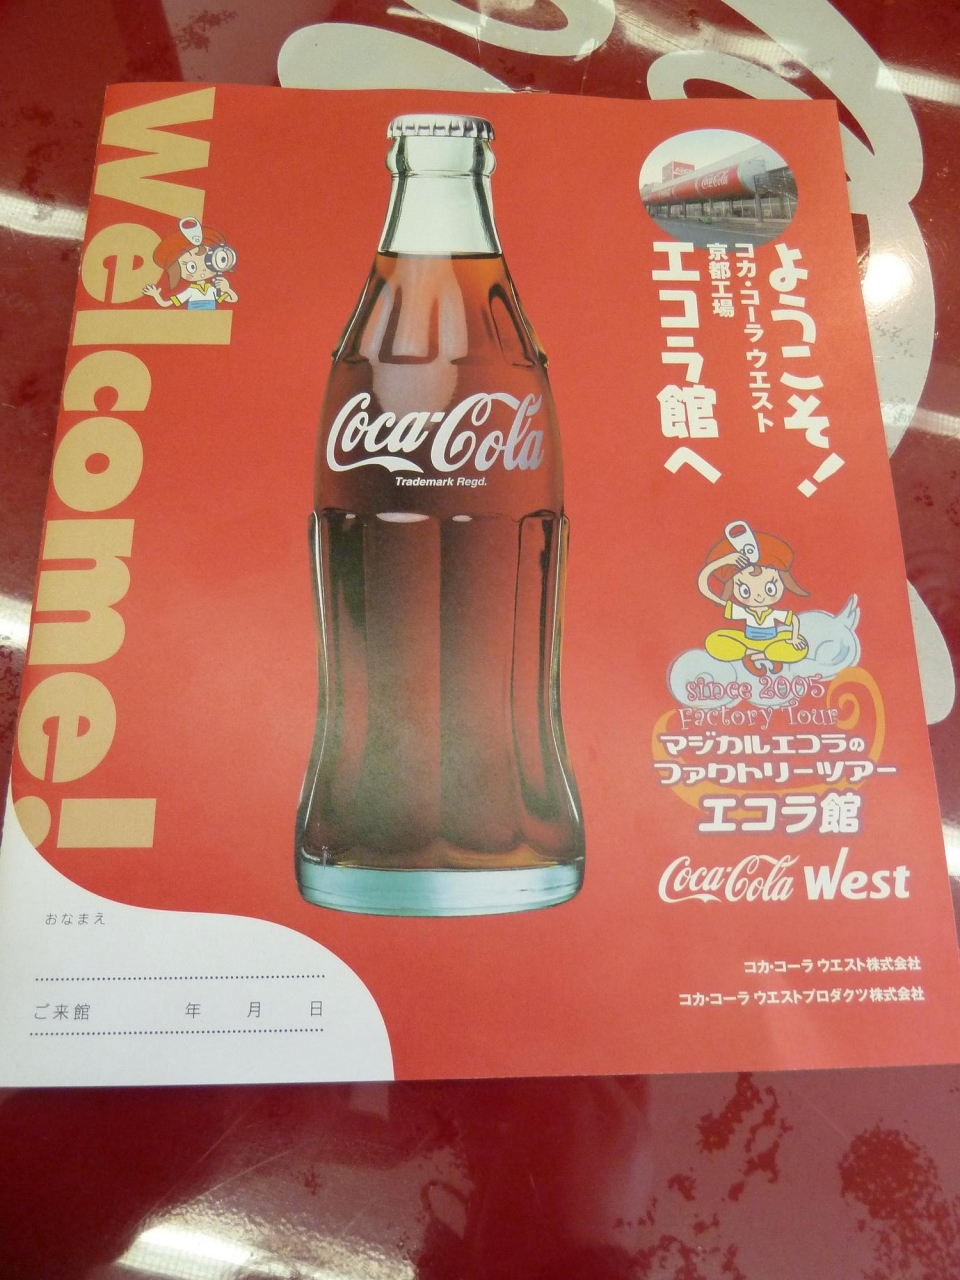 Welcome!
Coca-Cola
Trademark Regd.
ようこそ!
コカ・コーラ ウエスト
京都工場
エコラ館へ
since 2005
Factory Tour
マジカルエコラの
ファクトリーツアー
エコラ館
Coca-Cola West
コカ・コーラ ウエスト株式会社
コカ・コーラ ウエストプロダクツ株式会社
おなまえ
ご来館 年 月 日